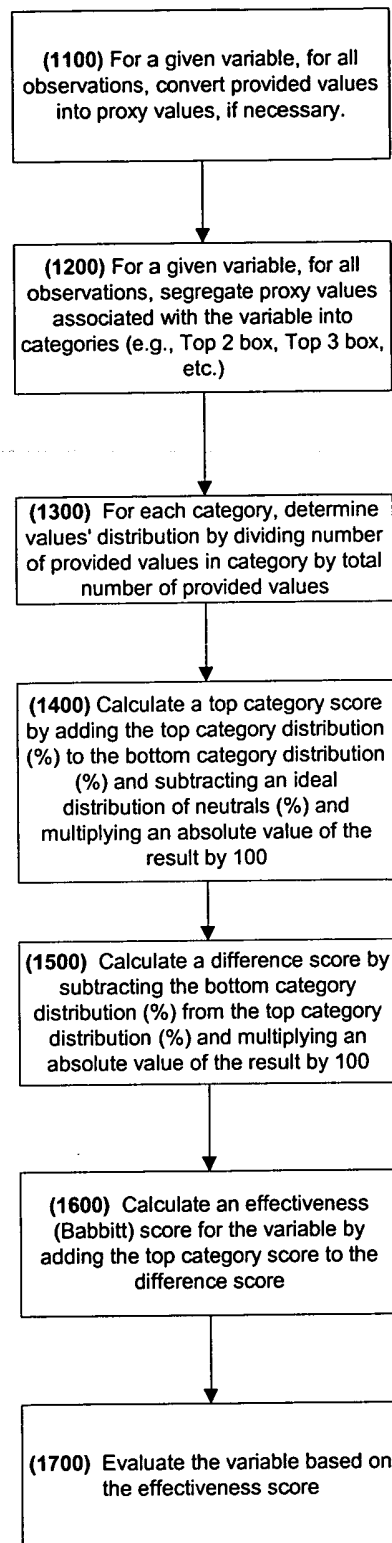 (1100) For a given variable, for all
observations, convert provided values
into proxy values, if necessary.
(1200) For a given variable, for all
observations, segregate proxy values
associated with the variable into
categories (e.g., Top 2 box, Top 3 box,
etc.)
(1300) For each category, determine
values' distribution by dividing number
of provided values in category by total
number of provided values
(1400) Calculate a top category score
by adding the top category distribution
(%) to the bottom category distribution
(%) and subtracting an ideal
distribution of neutrals (%) and
multiplying an absolute value of the
result by 100
(1500) Calculate a difference score by
subtracting the bottom category
distribution (%) from the top category
distribution (%) and multiplying an
absolute value of the result by 100
(1600) Calculate an effectiveness
(Babbitt) score for the variable by
adding the top category score to the
difference score
(1700) Evaluate the variable based on
the effectiveness score